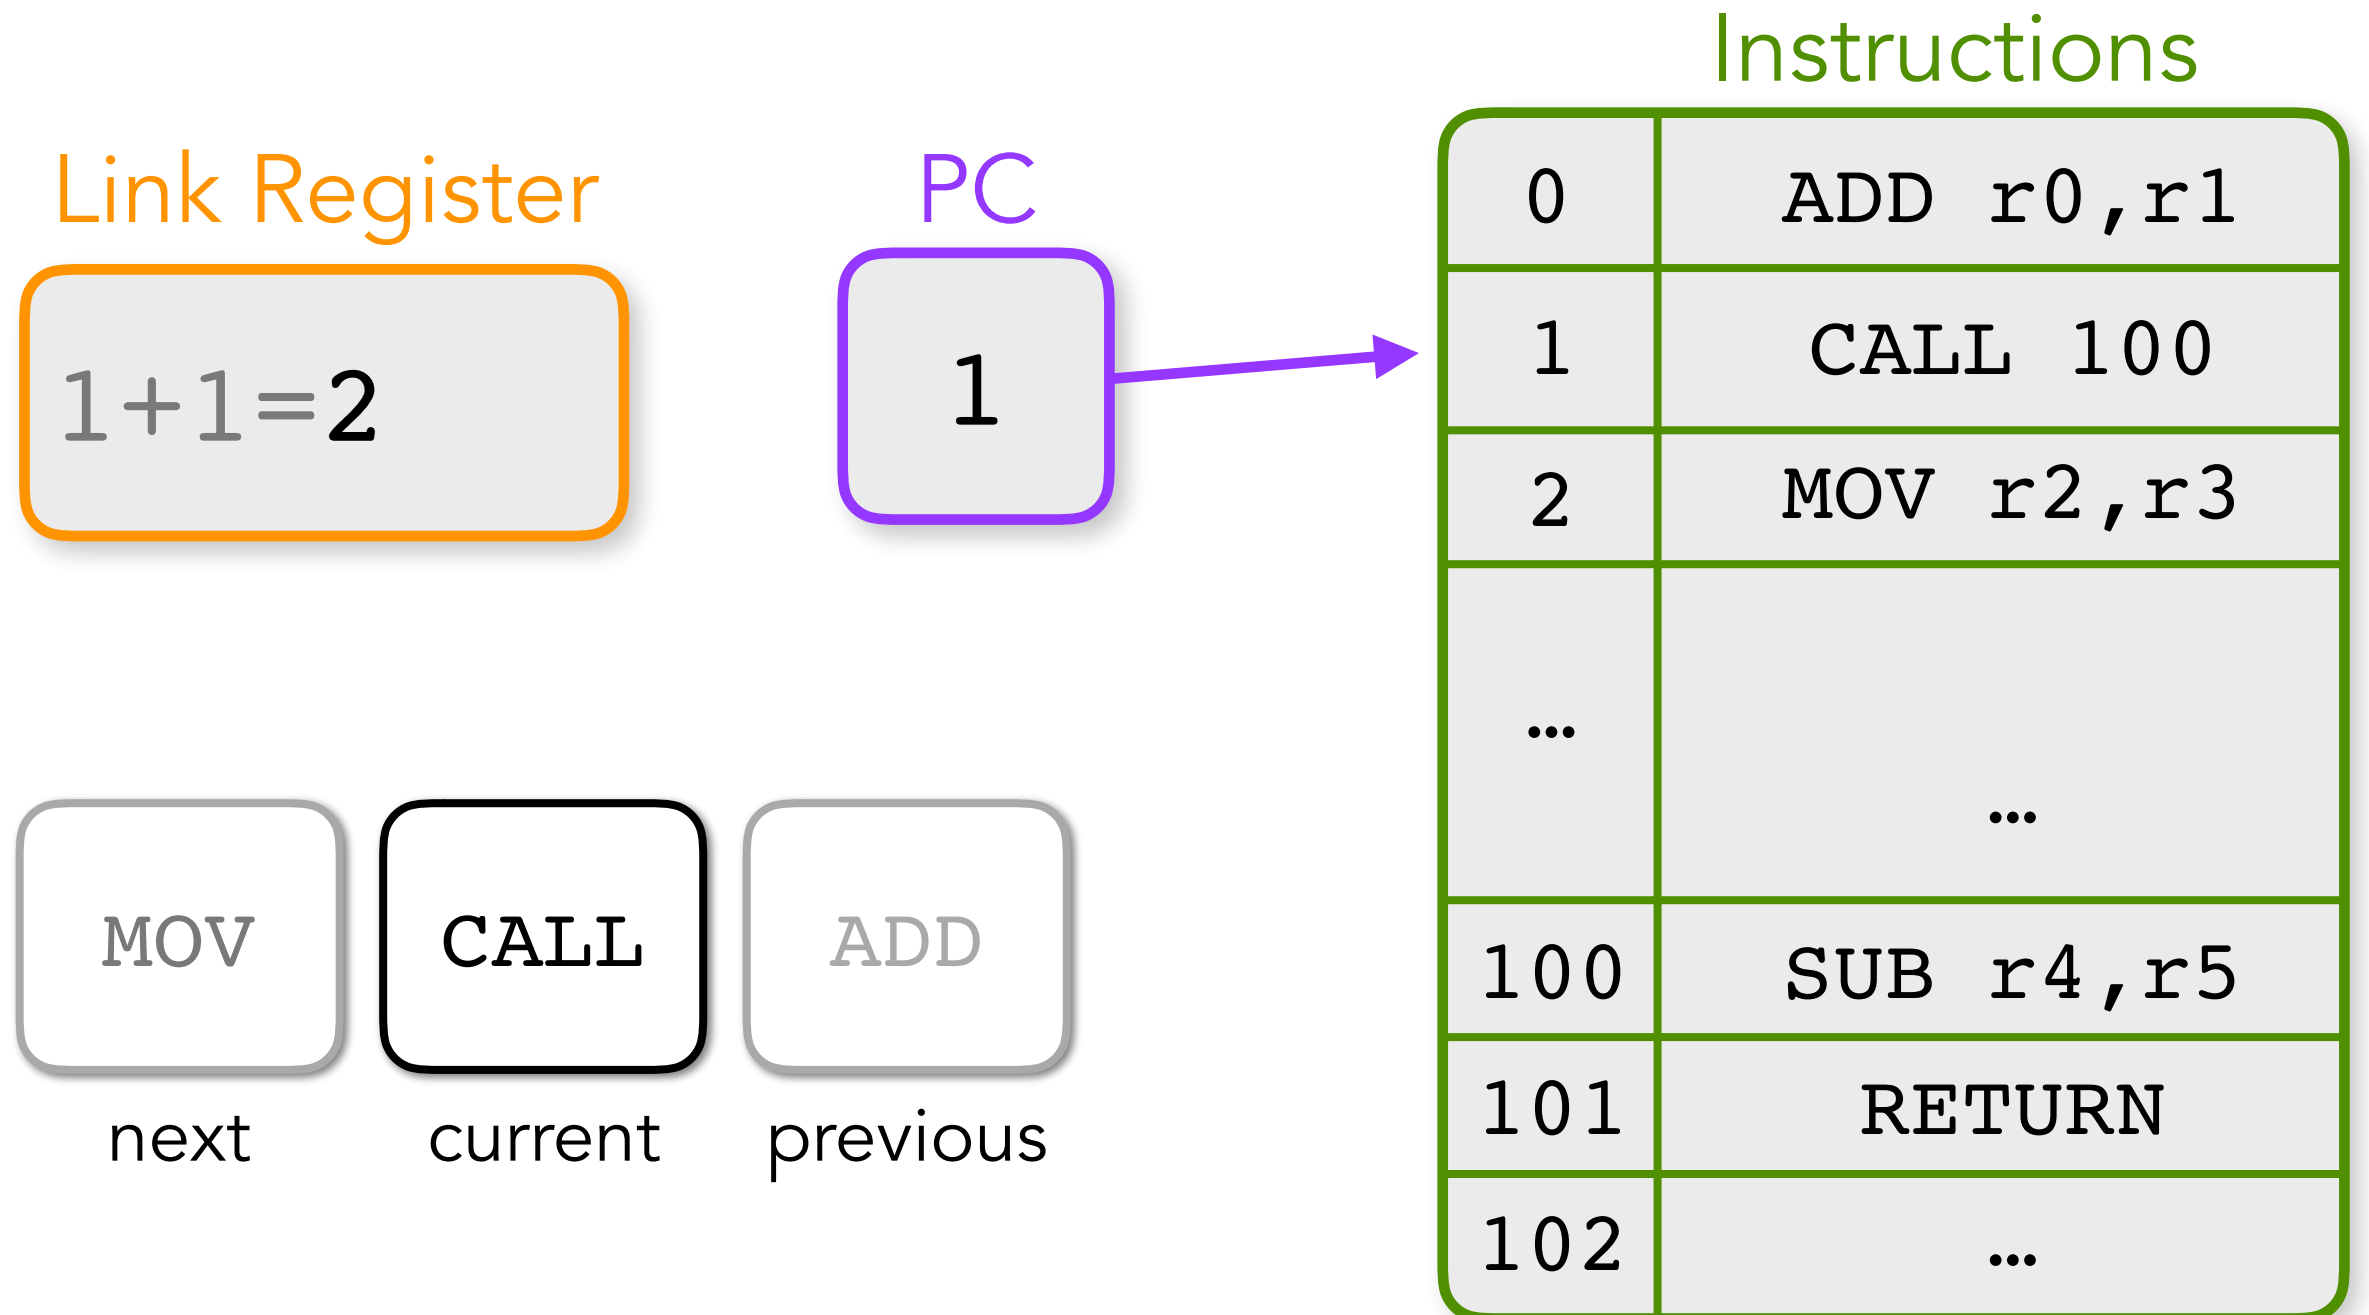 Link Register
1+1=2
PC
1
Instructions
0 ADD r0,r1
1 CALL 100
2 MOV r2,r3
… …
100 SUB r4,r5
101 RETURN
102 …
MOV CALL ADD
next current previous